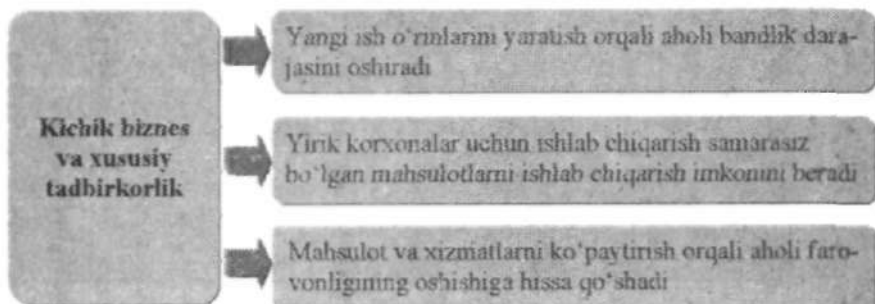 Kichik biznes
va xususiy
tadbirkorlik
Yangi ish o‘rinlarini yaratish orqali aholi bandlik dara-
jasini oshiradi
Yirik korxonalar uchun ishlab chiqarish samarasiz
bo‘lgan mahsulotlarni ishlab chiqarish imkonini beradi
Mahsulot va xizmatlarni ko‘paytirish orqali aholi faro-
vonligining oshishiga hissa qo‘shadi